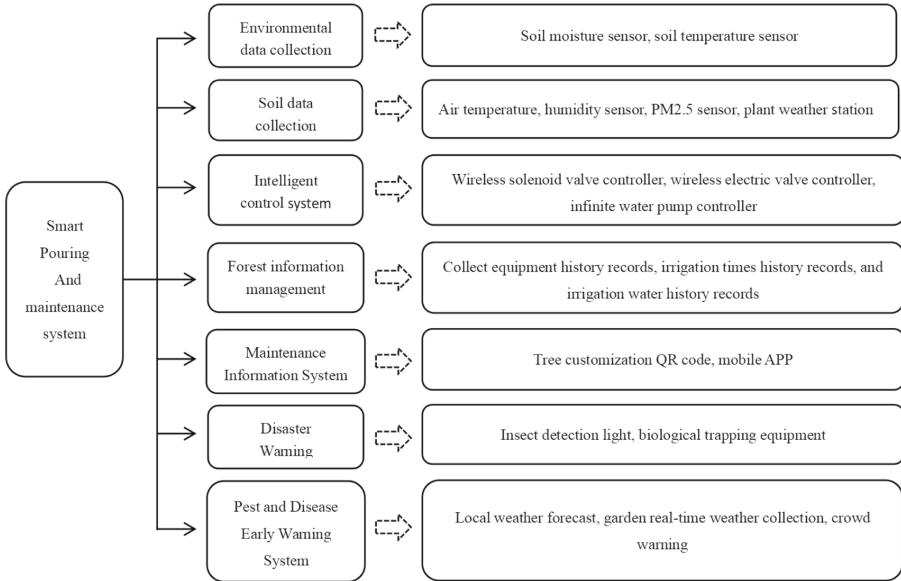 Smart
Pouring
And
maintenance
system
Environmental
data collection
Soil moisture sensor, soil temperature sensor
Soil data
collection
Air temperature, humidity sensor, PM2.5 sensor, plant weather station
Intelligent
control system
Wireless solenoid valve controller, wireless electric valve controller,
infinite water pump controller
Forest information
management
Collect equipment history records, irrigation times history records, and
irrigation water history records
Maintenance
Information System
Tree customization QR code, mobile APP
Disaster
Warning
Insect detection light, biological trapping equipment
Pest and Disease
Early Warning
System
Local weather forecast, garden real-time weather collection, crowd
warning